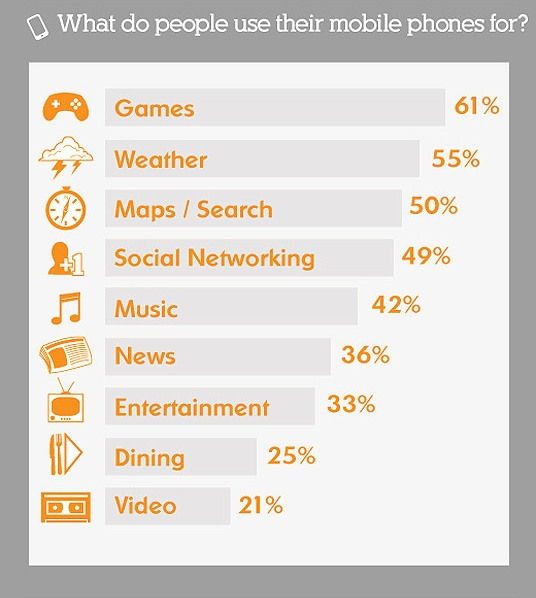 What do people use their mobile phones for?
Games 61%
Weather 55%
Maps / Search 50%
+1 Social Networking 49%
Music 42%
News 36%
Entertainment 33%
Dining 25%
Video 21%